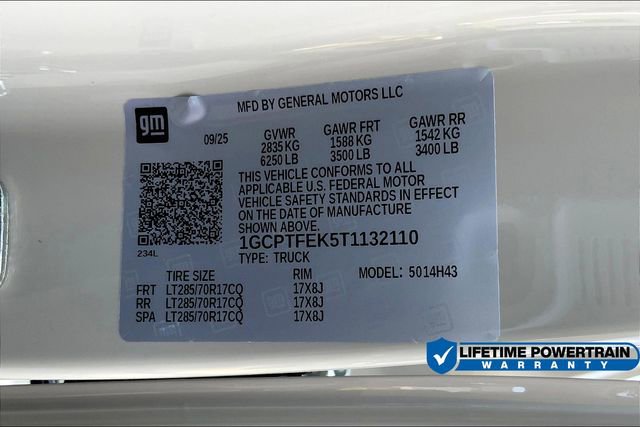 MFD BY GENERAL MOTORS LLC
gm
09/25
GVWR GAWR FRT GAWR RR
2835 KG 1588 KG 1542 KG
6250 LB 3500 LB 3400 LB
THIS VEHICLE CONFORMS TO ALL
APPLICABLE U.S. FEDERAL MOTOR
VEHICLE SAFETY STANDARDS IN EFFECT
ON THE DATE OF MANUFACTURE
SHOWN ABOVE.
1GCPTFEK5T1132110
234L
TYPE: TRUCK
TIRE SIZE RIM MODEL: 5014H43
FRT LT285/70R17CQ 17X8J
RR LT285/70R17CQ 17X8J
SPA LT285/70R17CQ 17X8J
LIFETIME POWERTRAIN
WARRANTY